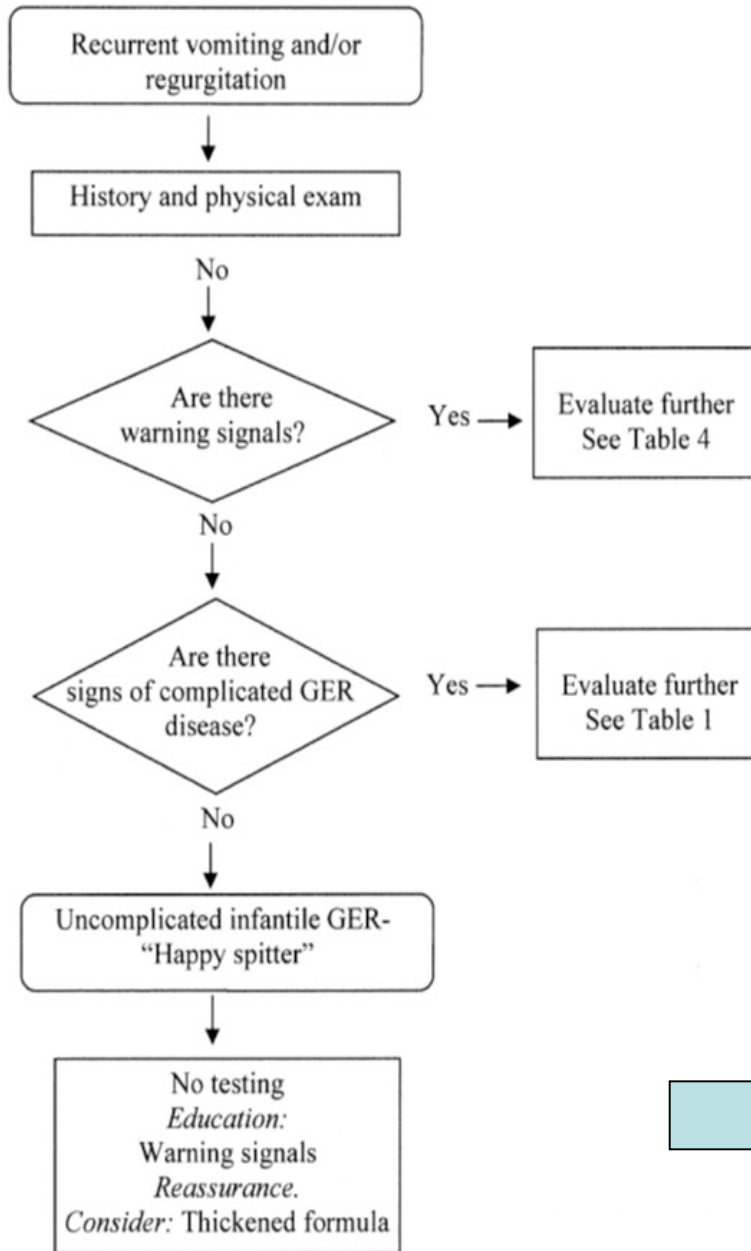 Recurrent vomiting and/or
regurgitation
History and physical exam
No
Are there
warning signals?
Yes
Evaluate further
See Table 4
No
Are there
signs of complicated GER
disease?
Yes
Evaluate further
See Table 1
No
Uncomplicated infantile GER-
“Happy spitter”
No testing
Education:
Warning signals
Reassurance.
Consider: Thickened formula